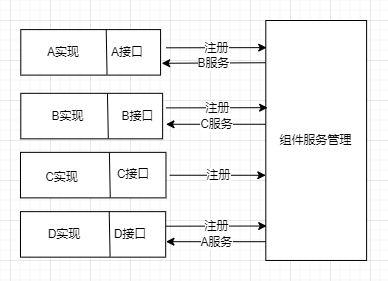 A实现 A接口 注册
B服务
B实现 B接口 注册
C服务
组件服务管理
C实现 C接口 注册
D实现 D接口 注册
A服务